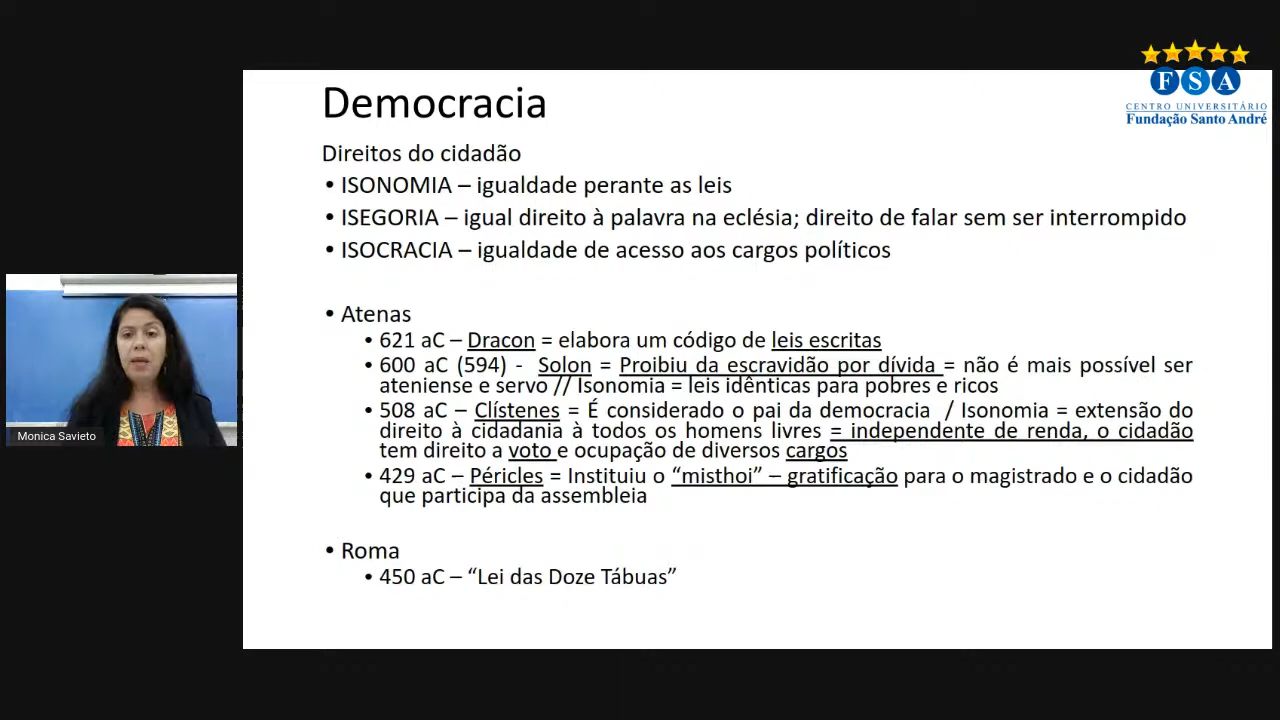 F S A
CENTRO UNIVERSITÁRIO
Fundação Santo André
Democracia
Direitos do cidadão
• ISONOMIA – igualdade perante as leis
• ISEGORIA – igual direito à palavra na eclésia; direito de falar sem ser interrompido
• ISOCRACIA – igualdade de acesso aos cargos políticos
• Atenas
• 621 aC – Dracon = elabora um código de leis escritas
• 600 aC (594) - Solon = Proibiu da escravidão por dívida = não é mais possível ser
ateniense e servo // Isonomia = leis idênticas para pobres e ricos
• 508 aC – Clístenes = É considerado o pai da democracia / Isonomia = extensão do
direito à cidadania à todos os homens livres = independente de renda, o cidadão
tem direito a voto e ocupação de diversos cargos
• 429 aC – Péricles = Instituiu o “misthoi” – gratificação para o magistrado e o cidadão
que participa da assembleia
• Roma
• 450 aC – “Lei das Doze Tábuas”
Monica Savieto